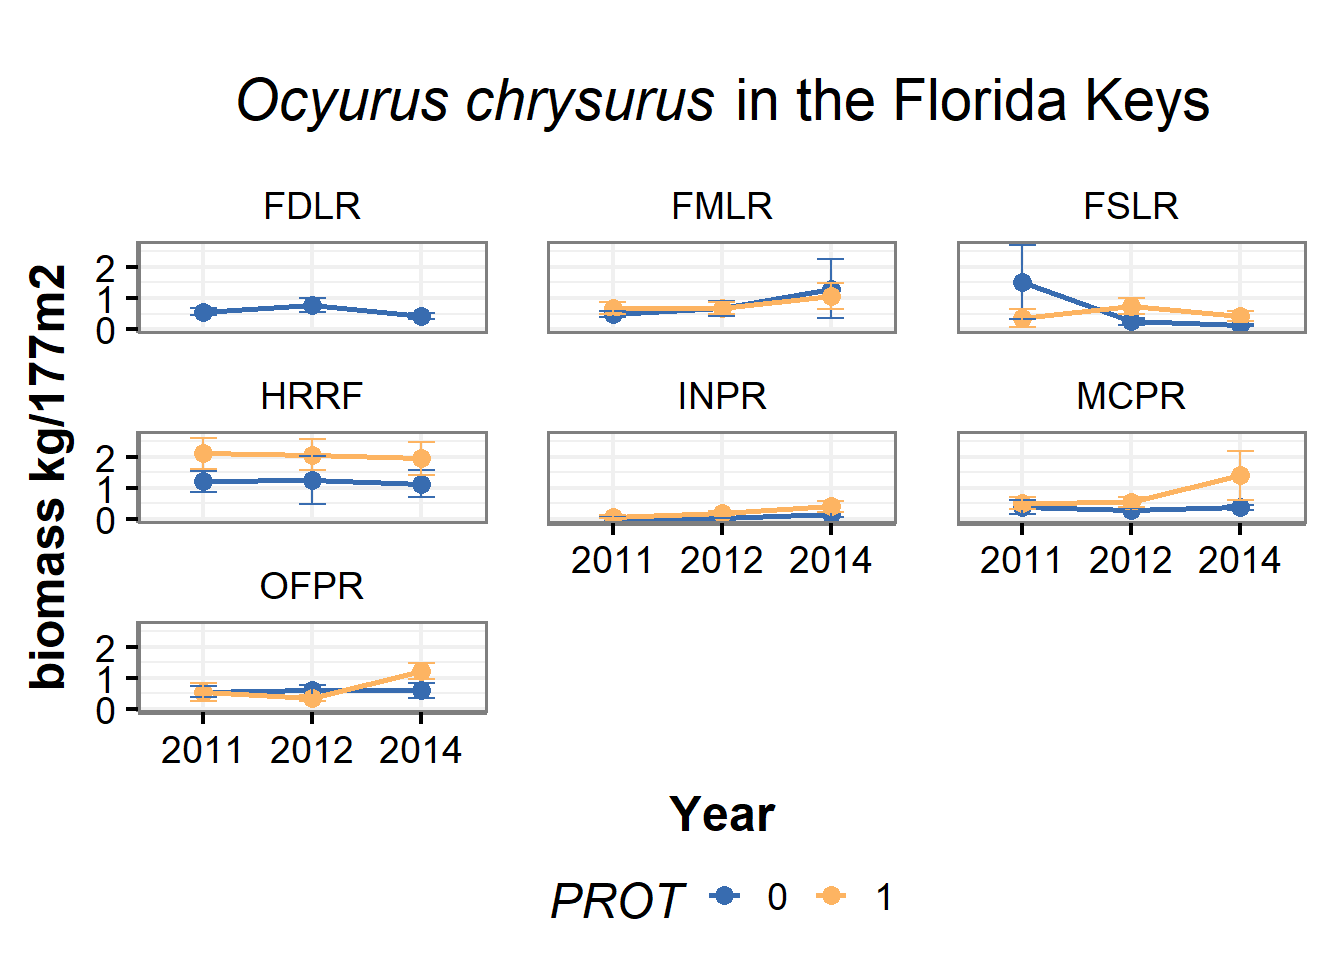 Ocyurus chrysurus in the Florida Keys
FDLR FMLR FSLR
2
1
0
HRRF INPR MCPR
2
1
0
2011 2012 2014 2011 2012 2014
OFPR
2
1
0
2011 2012 2014
biomass kg/177m2
Year
PROT 0 1